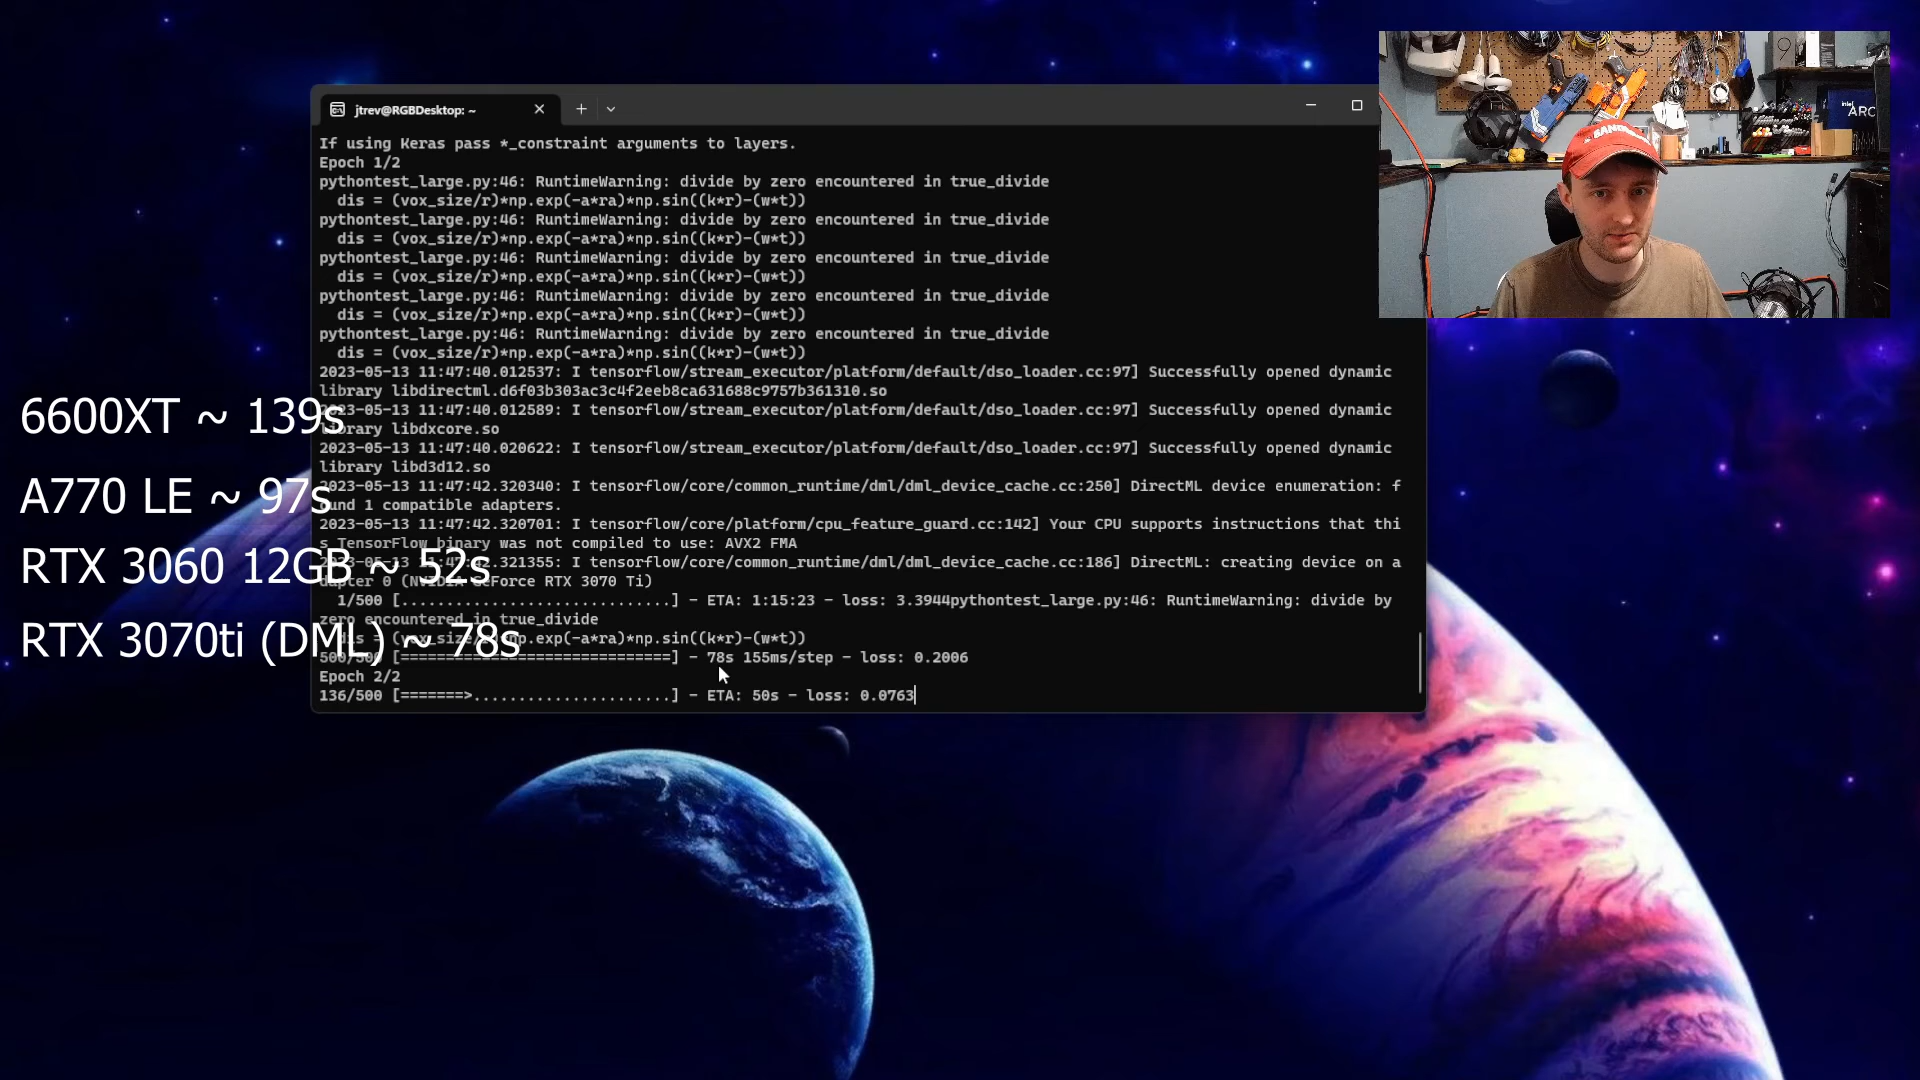 jtrev@RGBDesktop: ~
If using Keras pass *_constraint arguments to layers.
Epoch 1/2
pythontest_large.py:46: RuntimeWarning: divide by zero encountered in true_divide
dis = (vox_size/r)*np.exp(-a*ra)*np.sin((k*r)-(w*t))
pythontest_large.py:46: RuntimeWarning: divide by zero encountered in true_divide
dis = (vox_size/r)*np.exp(-a*ra)*np.sin((k*r)-(w*t))
pythontest_large.py:46: RuntimeWarning: divide by zero encountered in true_divide
dis = (vox_size/r)*np.exp(-a*ra)*np.sin((k*r)-(w*t))
pythontest_large.py:46: RuntimeWarning: divide by zero encountered in true_divide
dis = (vox_size/r)*np.exp(-a*ra)*np.sin((k*r)-(w*t))
pythontest_large.py:46: RuntimeWarning: divide by zero encountered in true_divide
dis = (vox_size/r)*np.exp(-a*ra)*np.sin((k*r)-(w*t))
2023-05-13 11:47:40.012537: I tensorflow/stream_executor/platform/default/dso_loader.cc:97] Successfully opened dynamic
library libdirectml.d6f03b303ac3c4f2eeb8ca631688c9757b361310.so
2023-05-13 11:47:40.012589: I tensorflow/stream_executor/platform/default/dso_loader.cc:97] Successfully opened dynamic
library libdxcore.so
2023-05-13 11:47:40.020622: I tensorflow/stream_executor/platform/default/dso_loader.cc:97] Successfully opened dynamic
library libd3d12.so
2023-05-13 11:47:42.320340: I tensorflow/core/common_runtime/dml/dml_device_cache.cc:250] DirectML device enumeration: f
ound 1 compatible adapters.
2023-05-13 11:47:42.320701: I tensorflow/core/platform/cpu_feature_guard.cc:142] Your CPU supports instructions that thi
s TensorFlow binary was not compiled to use: AVX2 FMA
2023-05-13 11:47:42.321355: I tensorflow/core/common_runtime/dml/dml_device_cache.cc:186] DirectML: creating device on a
dapter 0 (NVIDIA GeForce RTX 3070 Ti)
1/500 [..............................] - ETA: 1:15:23 - loss: 3.3944pythontest_large.py:46: RuntimeWarning: divide by
zero encountered in true_divide
dis = (vox_size/r)*np.exp(-a*ra)*np.sin((k*r)-(w*t))
500/500 [==============================] - 78s 155ms/step - loss: 0.2006
Epoch 2/2
136/500 [=======>......................] - ETA: 50s - loss: 0.0763
6600XT ~ 139s
A770 LE ~ 97s
RTX 3060 12GB ~ 52s
RTX 3070ti (DML) ~ 78s
intel
ARC